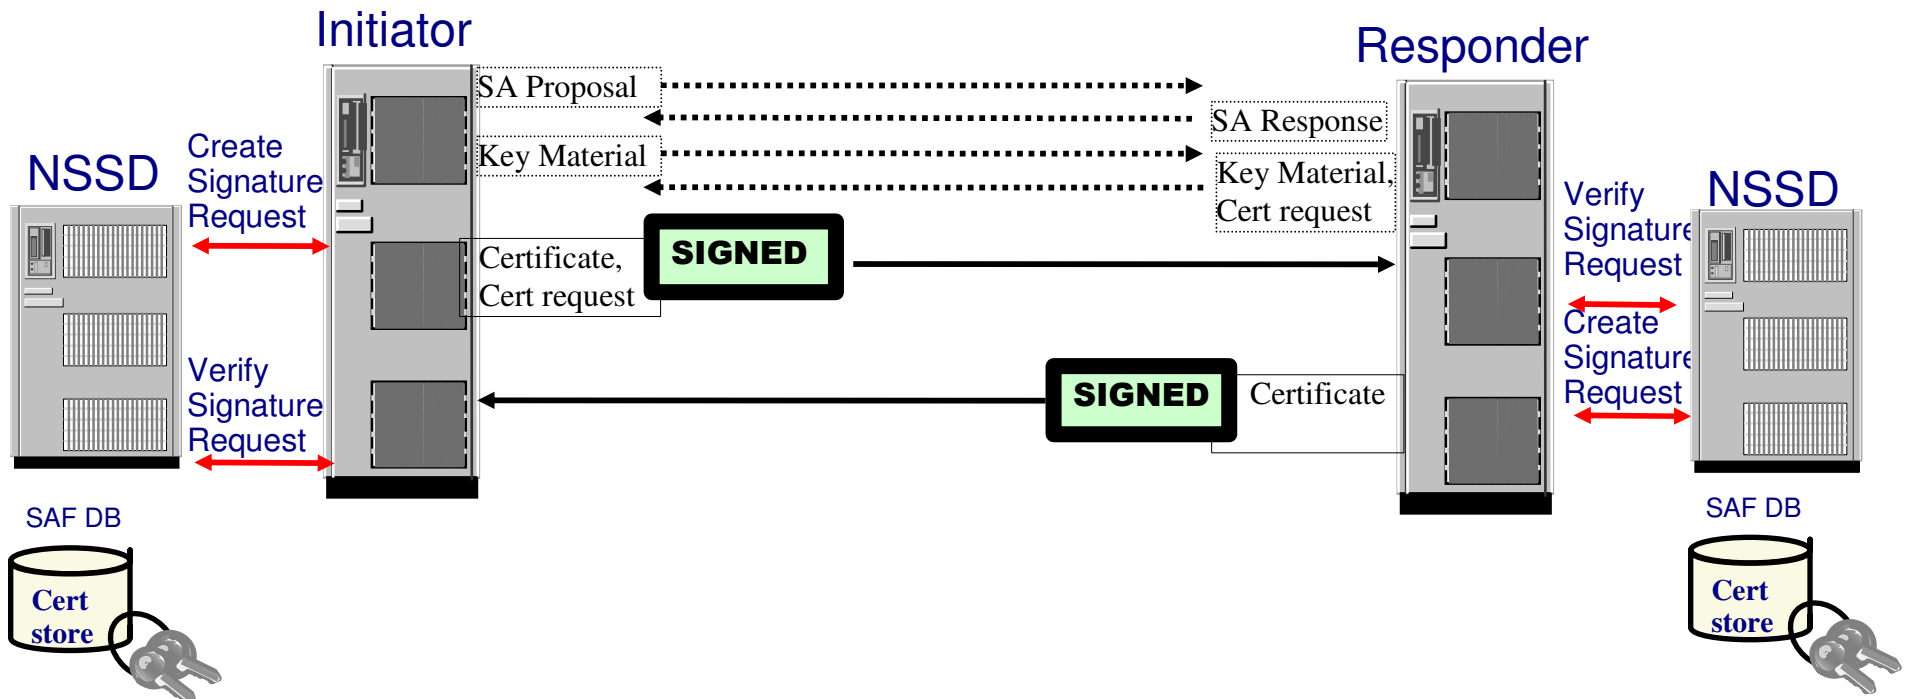 Initiator
Responder
SA Proposal
SA Response
Key Material
Key Material,
Cert request
NSSD
Create
Signature
Request
Certificate,
Cert request
SIGNED
Verify
Signature
Request
NSSD
Create
Signature
Request
Verify
Signature
Request
SIGNED
Certificate
SAF DB
Cert
store
SAF DB
Cert
store